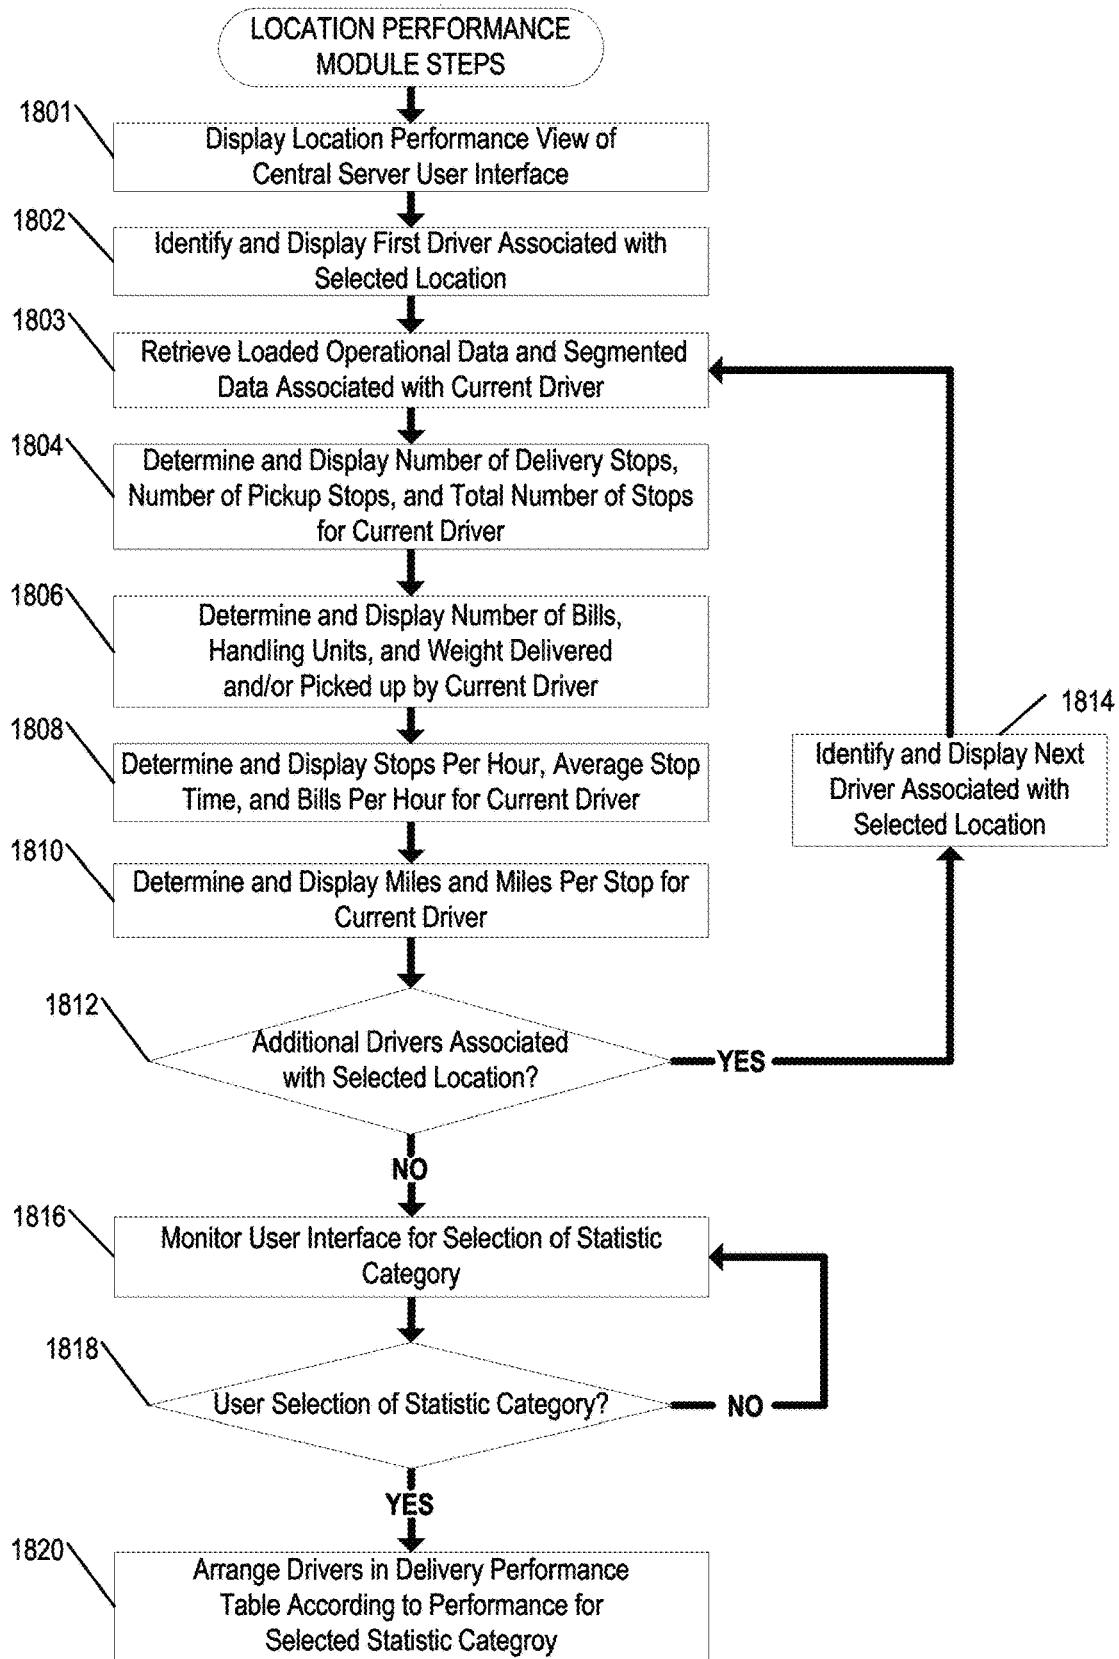 LOCATION PERFORMANCE
MODULE STEPS
1801
Display Location Performance View of
Central Server User Interface
1802
Identify and Display First Driver Associated with
Selected Location
1803
Retrieve Loaded Operational Data and Segmented
Data Associated with Current Driver
1804
Determine and Display Number of Delivery Stops,
Number of Pickup Stops, and Total Number of Stops
for Current Driver
1806
Determine and Display Number of Bills,
Handling Units, and Weight Delivered
and/or Picked up by Current Driver
1808
Determine and Display Stops Per Hour, Average Stop
Time, and Bills Per Hour for Current Driver
1810
Determine and Display Miles and Miles Per Stop for
Current Driver
1812
Additional Drivers Associated
with Selected Location?
YES
1814
Identify and Display Next
Driver Associated with
Selected Location
NO
1816
Monitor User Interface for Selection of Statistic
Category
1818
User Selection of Statistic Category?
NO
YES
1820
Arrange Drivers in Delivery Performance
Table According to Performance for
Selected Statistic Categroy